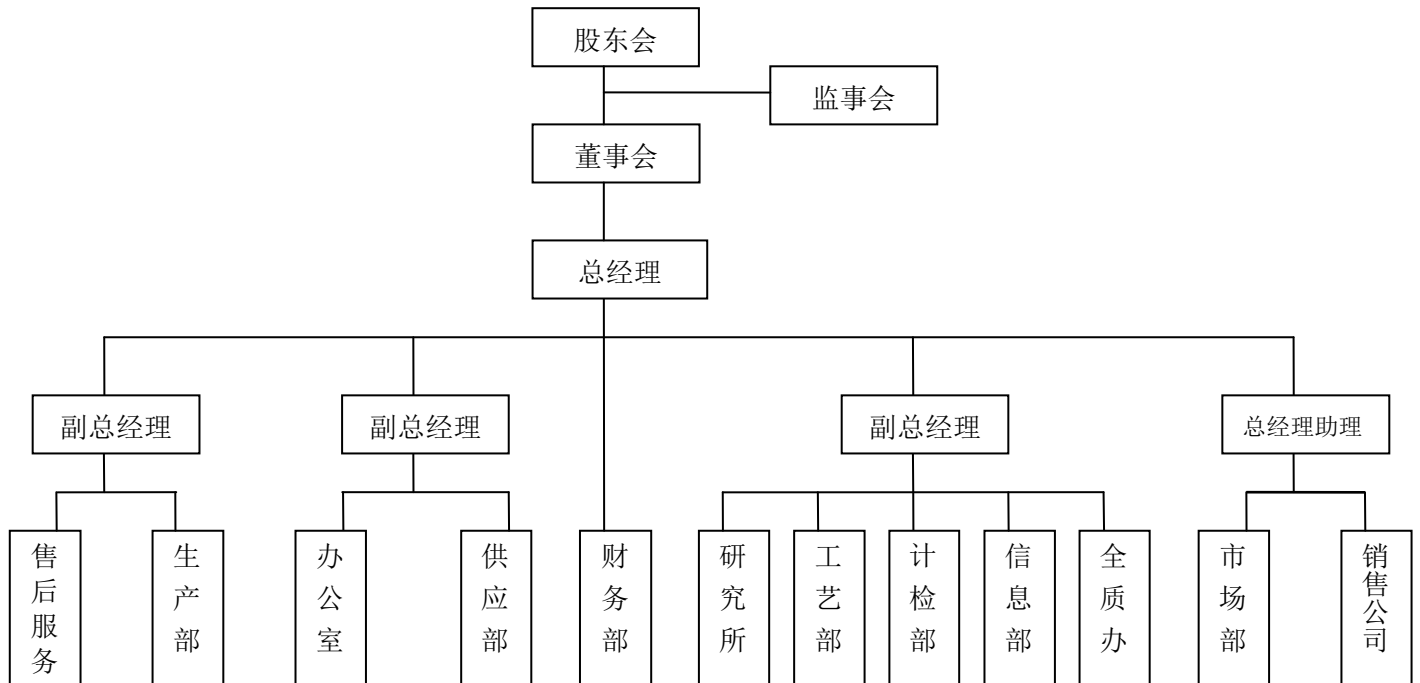 股东会
监事会
董事会
总经理
副总经理
副总经理
副总经理
总经理助理
售后服务
生产部
办公室
供应部
财务部
研究所
工艺部
计检部
信息部
全质办
市场部
销售公司